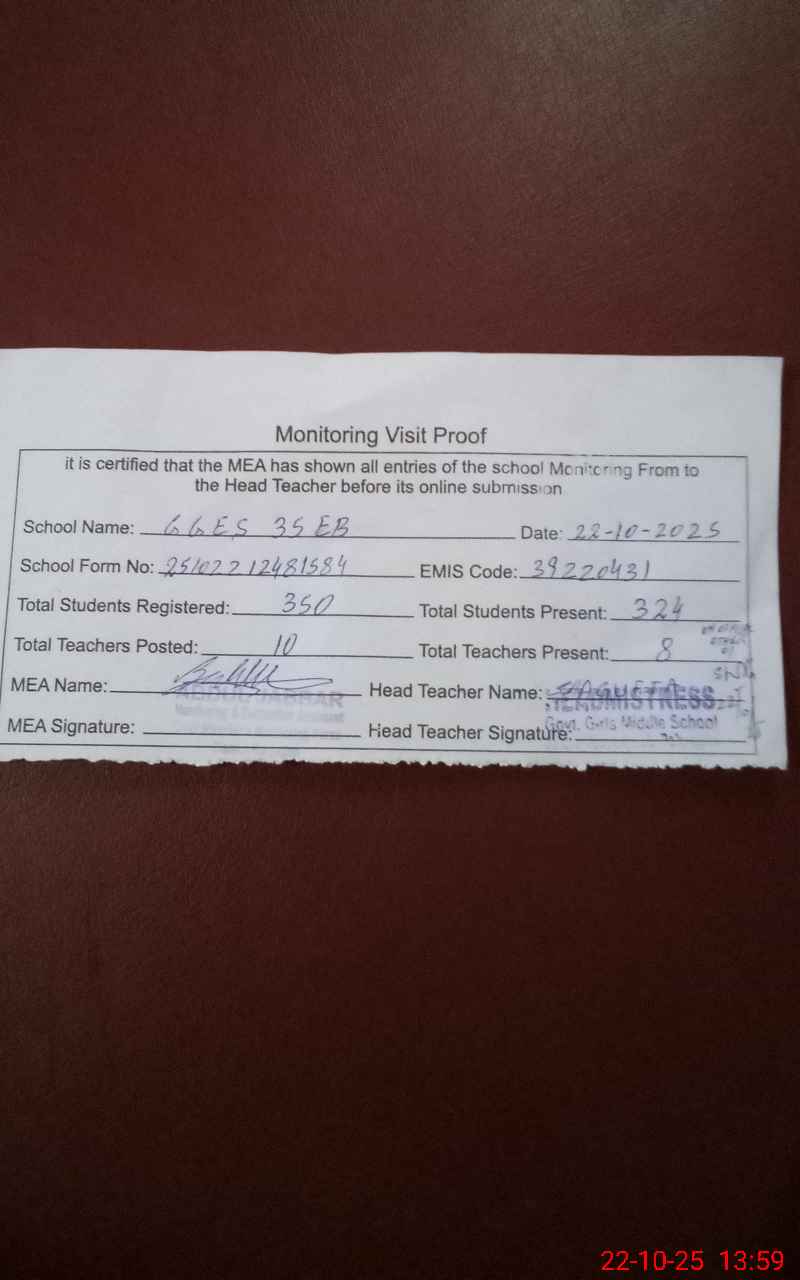 Monitoring Visit Proof
it is certified that the MEA has shown all entries of the school Monitoring From to
the Head Teacher before its online submission
School Name: GGES 35 EB Date: 22-10-2025
School Form No: 25102212481584 EMIS Code: 39220431
Total Students Registered: 350 Total Students Present: 324
Total Teachers Posted: 10 Total Teachers Present: 8
MEA Name: Head Teacher Name:
ABDUL JABBAR HEADMISTRESS
MEA Signature: Head Teacher Signature:
Govt. Girls Middle School
22-10-25 13:59